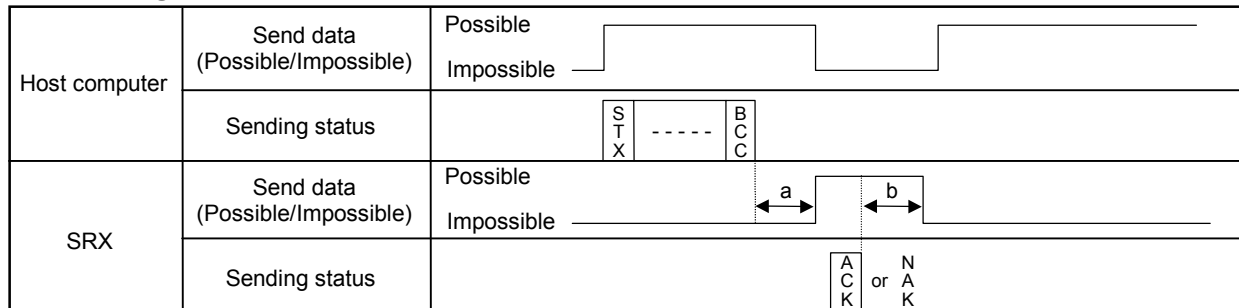 Host computer
Send data
(Possible/Impossible)
Possible
Impossible
Sending status
STX
- - - - -
BCC
SRX
Send data
(Possible/Impossible)
Possible
Impossible
a
b
Sending status
ACK
or
NAK